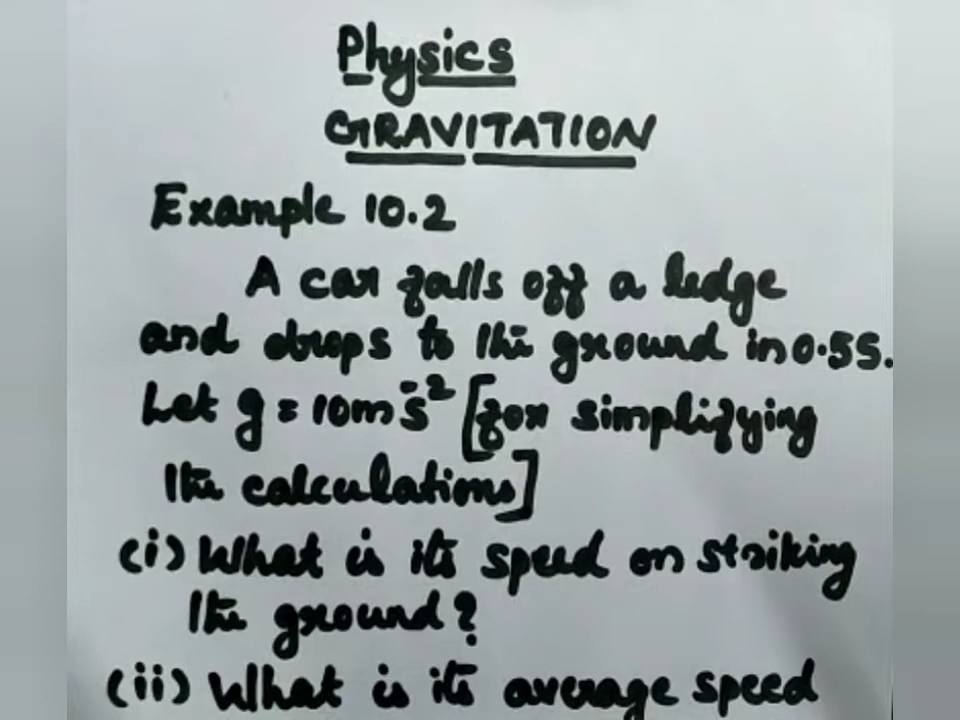 Physics
GRAVITATION
Example 10.2
A car falls off a ledge
and drops to the ground in 0.5s.
Let g = 10ms⁻² [for simplifying
the calculations]
(i) What is its speed on striking
the ground?
(ii) What is its average speed